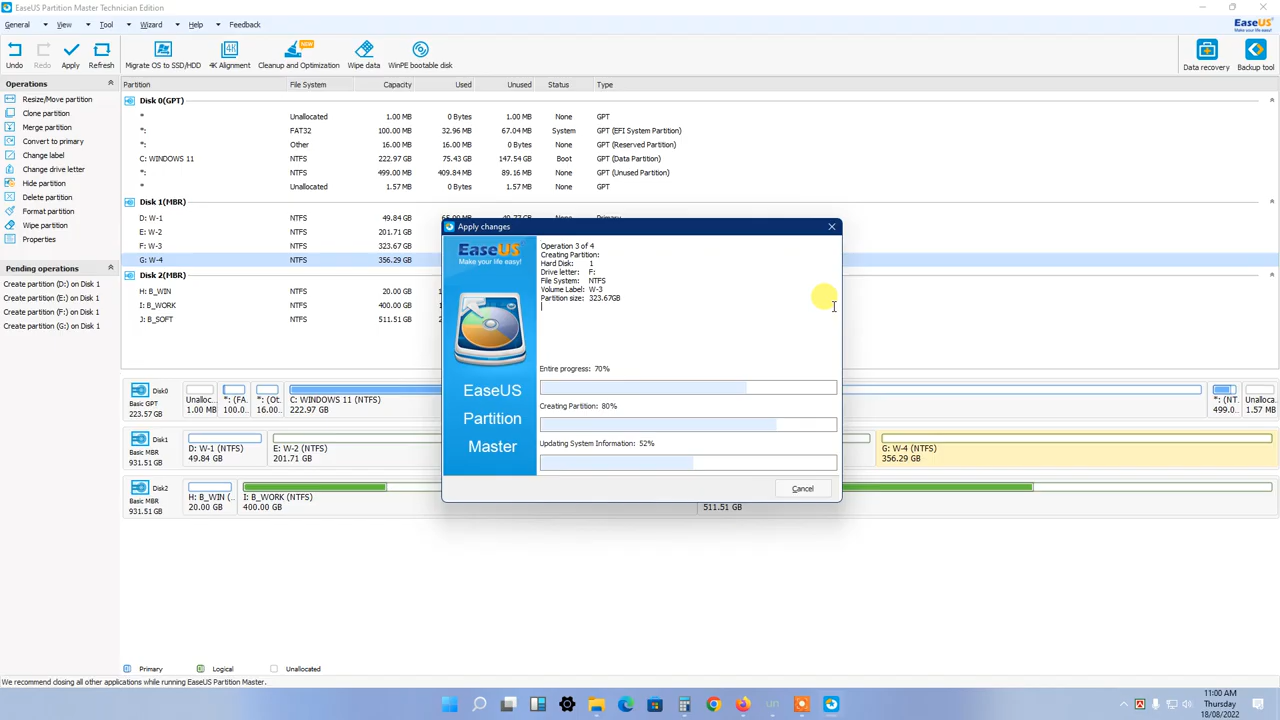 EaseUS Partition Master Technician Edition
General View Tool Wizard Help Feedback
EaseUS
Make your life easy!
Undo Redo Apply Refresh Migrate OS to SSD/HDD 4K Alignment NEW Cleanup and Optimization Wipe data WinPE bootable disk Data recovery Backup tool
Operations
Resize/Move partition
Clone partition
Merge partition
Convert to primary
Change label
Change drive letter
Hide partition
Delete partition
Format partition
Wipe partition
Properties
Pending operations
Create partition (D:) on Disk 1
Create partition (E:) on Disk 1
Create partition (F:) on Disk 1
Create partition (G:) on Disk 1
Partition File System Capacity Used Unused Status Type
Disk 0(GPT)
* Unallocated 1.00 MB 0 Bytes 1.00 MB None GPT
*: FAT32 100.00 MB 32.96 MB 67.04 MB System GPT (EFI System Partition)
*: Other 16.00 MB 16.00 MB 0 Bytes None GPT (Reserved Partition)
C: WINDOWS 11 NTFS 222.97 GB 75.43 GB 147.54 GB Boot GPT (Data Partition)
*: NTFS 499.00 MB 409.84 MB 89.16 MB None GPT (Unused Partition)
* Unallocated 1.57 MB 0 Bytes 1.57 MB None GPT
Disk 1(MBR)
D: W-1 NTFS 49.84 GB
E: W-2 NTFS 201.71 GB
F: W-3 NTFS 323.67 GB
G: W-4 NTFS 356.29 GB
Disk 2(MBR)
H: B_WIN NTFS 20.00 GB
I: B_WORK NTFS 400.00 GB
J: B_SOFT NTFS 511.51 GB
Apply changes
EaseUS
Make your life easy!
EaseUS
Partition
Master
Operation 3 of 4
Creating Partition:
Hard Disk: 1
Drive letter: F:
File System: NTFS
Volume Label: W-3
Partition size: 323.67GB
Entire progress: 70%
Creating Partition: 80%
Updating System Information: 52%
Cancel
Disk0
Basic GPT
223.57 GB
Unalloc..
1.00 MB
*: (FA..
100.0...
*: (Ot..
16.00...
C: WINDOWS 11 (NTFS)
222.97 GB
*: (NT..
499.0...
Unalloca..
1.57 MB
Disk1
Basic MBR
931.51 GB
D: W-1 (NTFS)
49.84 GB
E: W-2 (NTFS)
201.71 GB
G: W-4 (NTFS)
356.29 GB
Disk2
Basic MBR
931.51 GB
H: B_WIN (..
20.00 GB
I: B_WORK (NTFS)
400.00 GB
511.51 GB
Primary Logical Unallocated
We recommend closing all other applications while running EaseUS Partition Master.
11:00 AM
Thursday
18/08/2022